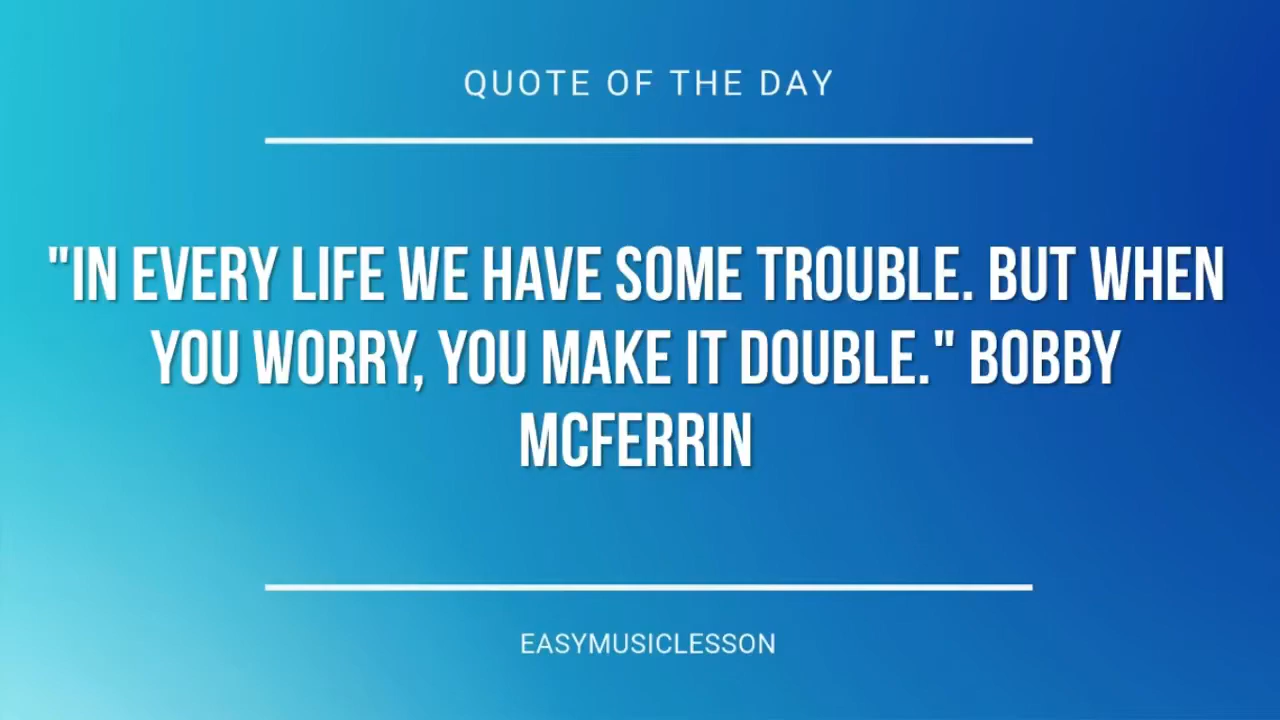 QUOTE OF THE DAY
"IN EVERY LIFE WE HAVE SOME TROUBLE. BUT WHEN
YOU WORRY, YOU MAKE IT DOUBLE." BOBBY
MCFERRIN
EASYMUSICLESSON